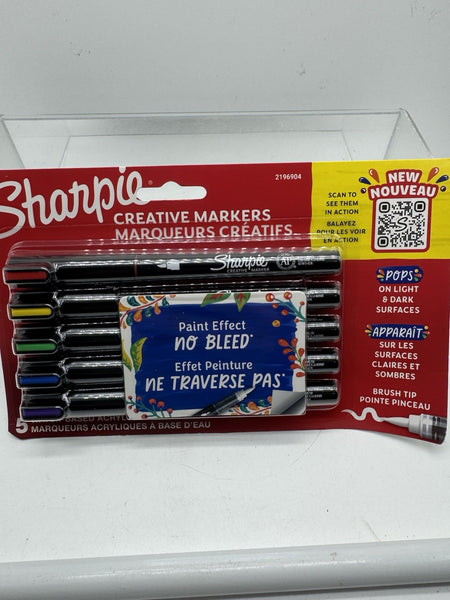 Sharpie
2196904
CREATIVE MARKERS
MARQUEURS CRÉATIFS
NEW
NOUVEAU
SCAN TO
SEE THEM
IN ACTION
BALAYEZ
POUR LES VOIR
EN ACTION
Sharpie
CREATIVE MARKER
AP
Paint Effect
NO BLEED*
Effet Peinture
NE TRAVERSE PAS*
POPS
ON LIGHT
& DARK
SURFACES
APPARAÎT
SUR LES
SURFACES
CLAIRES ET
SOMBRES
BRUSH TIP
POINTE PINCEAU
5
MARQUEURS ACRYLIQUES À BASE D'EAU